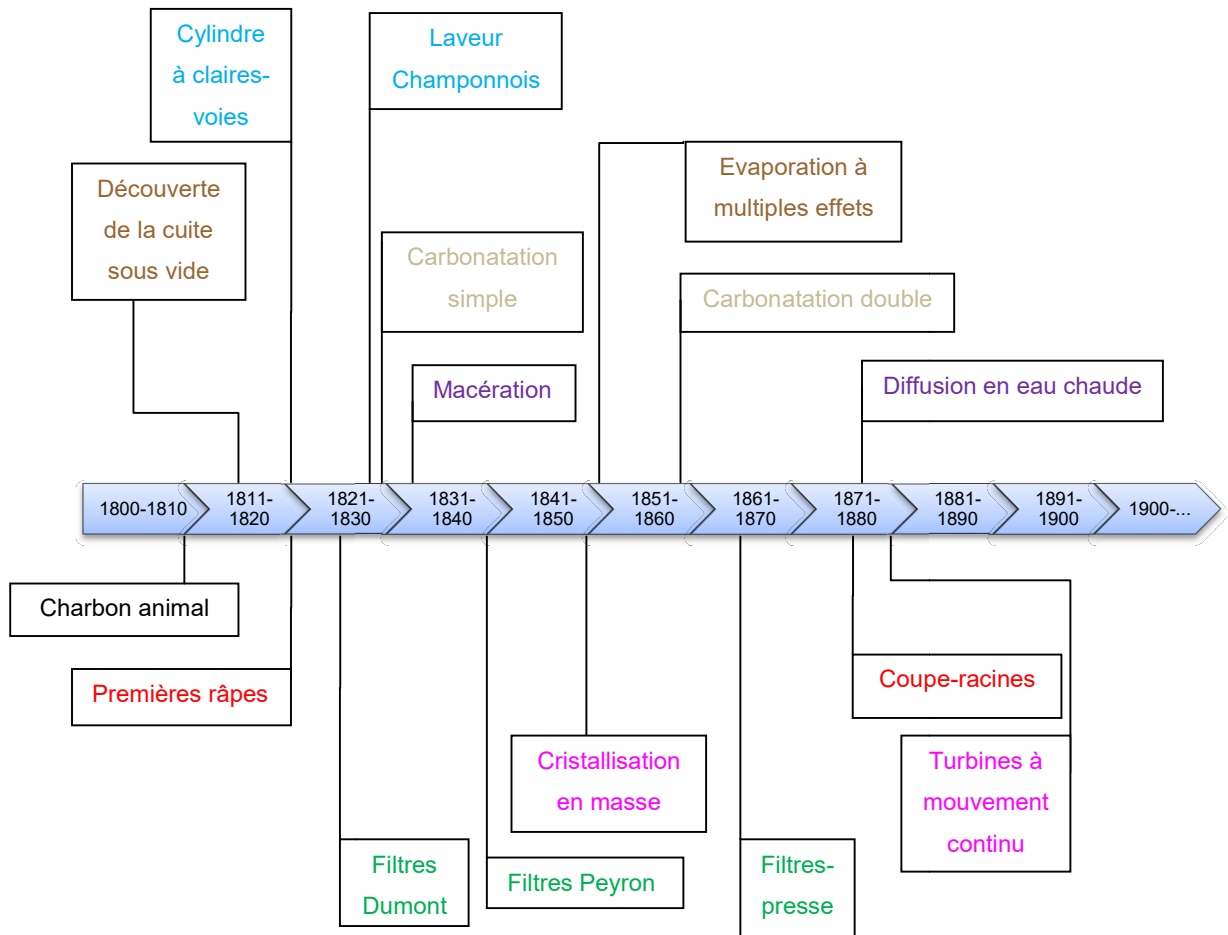 Cylindre
à claires-
voies
Laveur
Champonnois
Découverte
de la cuite
sous vide
Evaporation à
multiples effets
Carbonatation
simple
Carbonatation double
Macération
Diffusion en eau chaude
1800-1810
1811-
1820
1821-
1830
1831-
1840
1841-
1850
1851-
1860
1861-
1870
1871-
1880
1881-
1890
1891-
1900
1900-...
Charbon animal
Premières râpes
Coupe-racines
Cristallisation
en masse
Turbines à
mouvement
continu
Filtres
Dumont
Filtres Peyron
Filtres-
presse